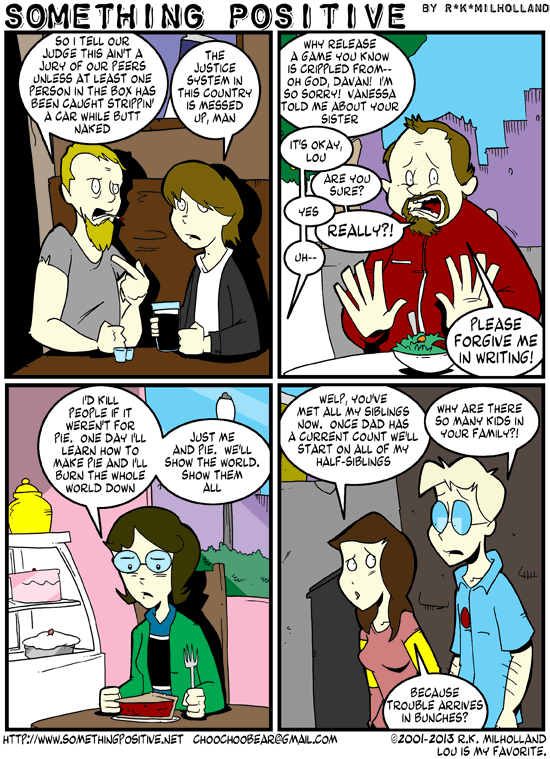 SOMETHING POSITIVE BY R*K*MILHOLLAND
SO I TELL OUR
JUDGE THIS AIN'T A
JURY OF OUR PEERS
UNLESS AT LEAST ONE
PERSON IN THE BOX HAS
BEEN CAUGHT STRIPPIN'
A CAR WHILE BUTT
NAKED
THE
JUSTICE
SYSTEM IN
THIS COUNTRY
IS MESSED
UP, MAN
WHY RELEASE
A GAME YOU KNOW
IS CRIPPLED FROM--
OH GOD, DAVAN! I'M
SO SORRY! VANESSA
TOLD ME ABOUT YOUR
SISTER
IT'S OKAY,
LOU
ARE YOU
SURE?
YES
REALLY?!
UH--
PLEASE
FORGIVE ME
IN WRITING!
I'D KILL
PEOPLE IF IT
WEREN'T FOR
PIE. ONE DAY I'LL
LEARN HOW TO
MAKE PIE AND I'LL
BURN THE WHOLE
WORLD DOWN
JUST ME
AND PIE. WE'LL
SHOW THE WORLD.
SHOW THEM
ALL
WELP, YOU'VE
MET ALL MY SIBLINGS
NOW. ONCE DAD HAS
A CURRENT COUNT WE'LL
START ON ALL OF MY
HALF-SIBLINGS
WHY ARE THERE
SO MANY KIDS IN
YOUR FAMILY?!
BECAUSE
TROUBLE ARRIVES
IN BUNCHES?
HTTP://WWW.SOMETHINGPOSITIVE.NET CHOOCHOOBEAR@GMAIL.COM ©2001-2013 R.K. MILHOLLAND
LOU IS MY FAVORITE.